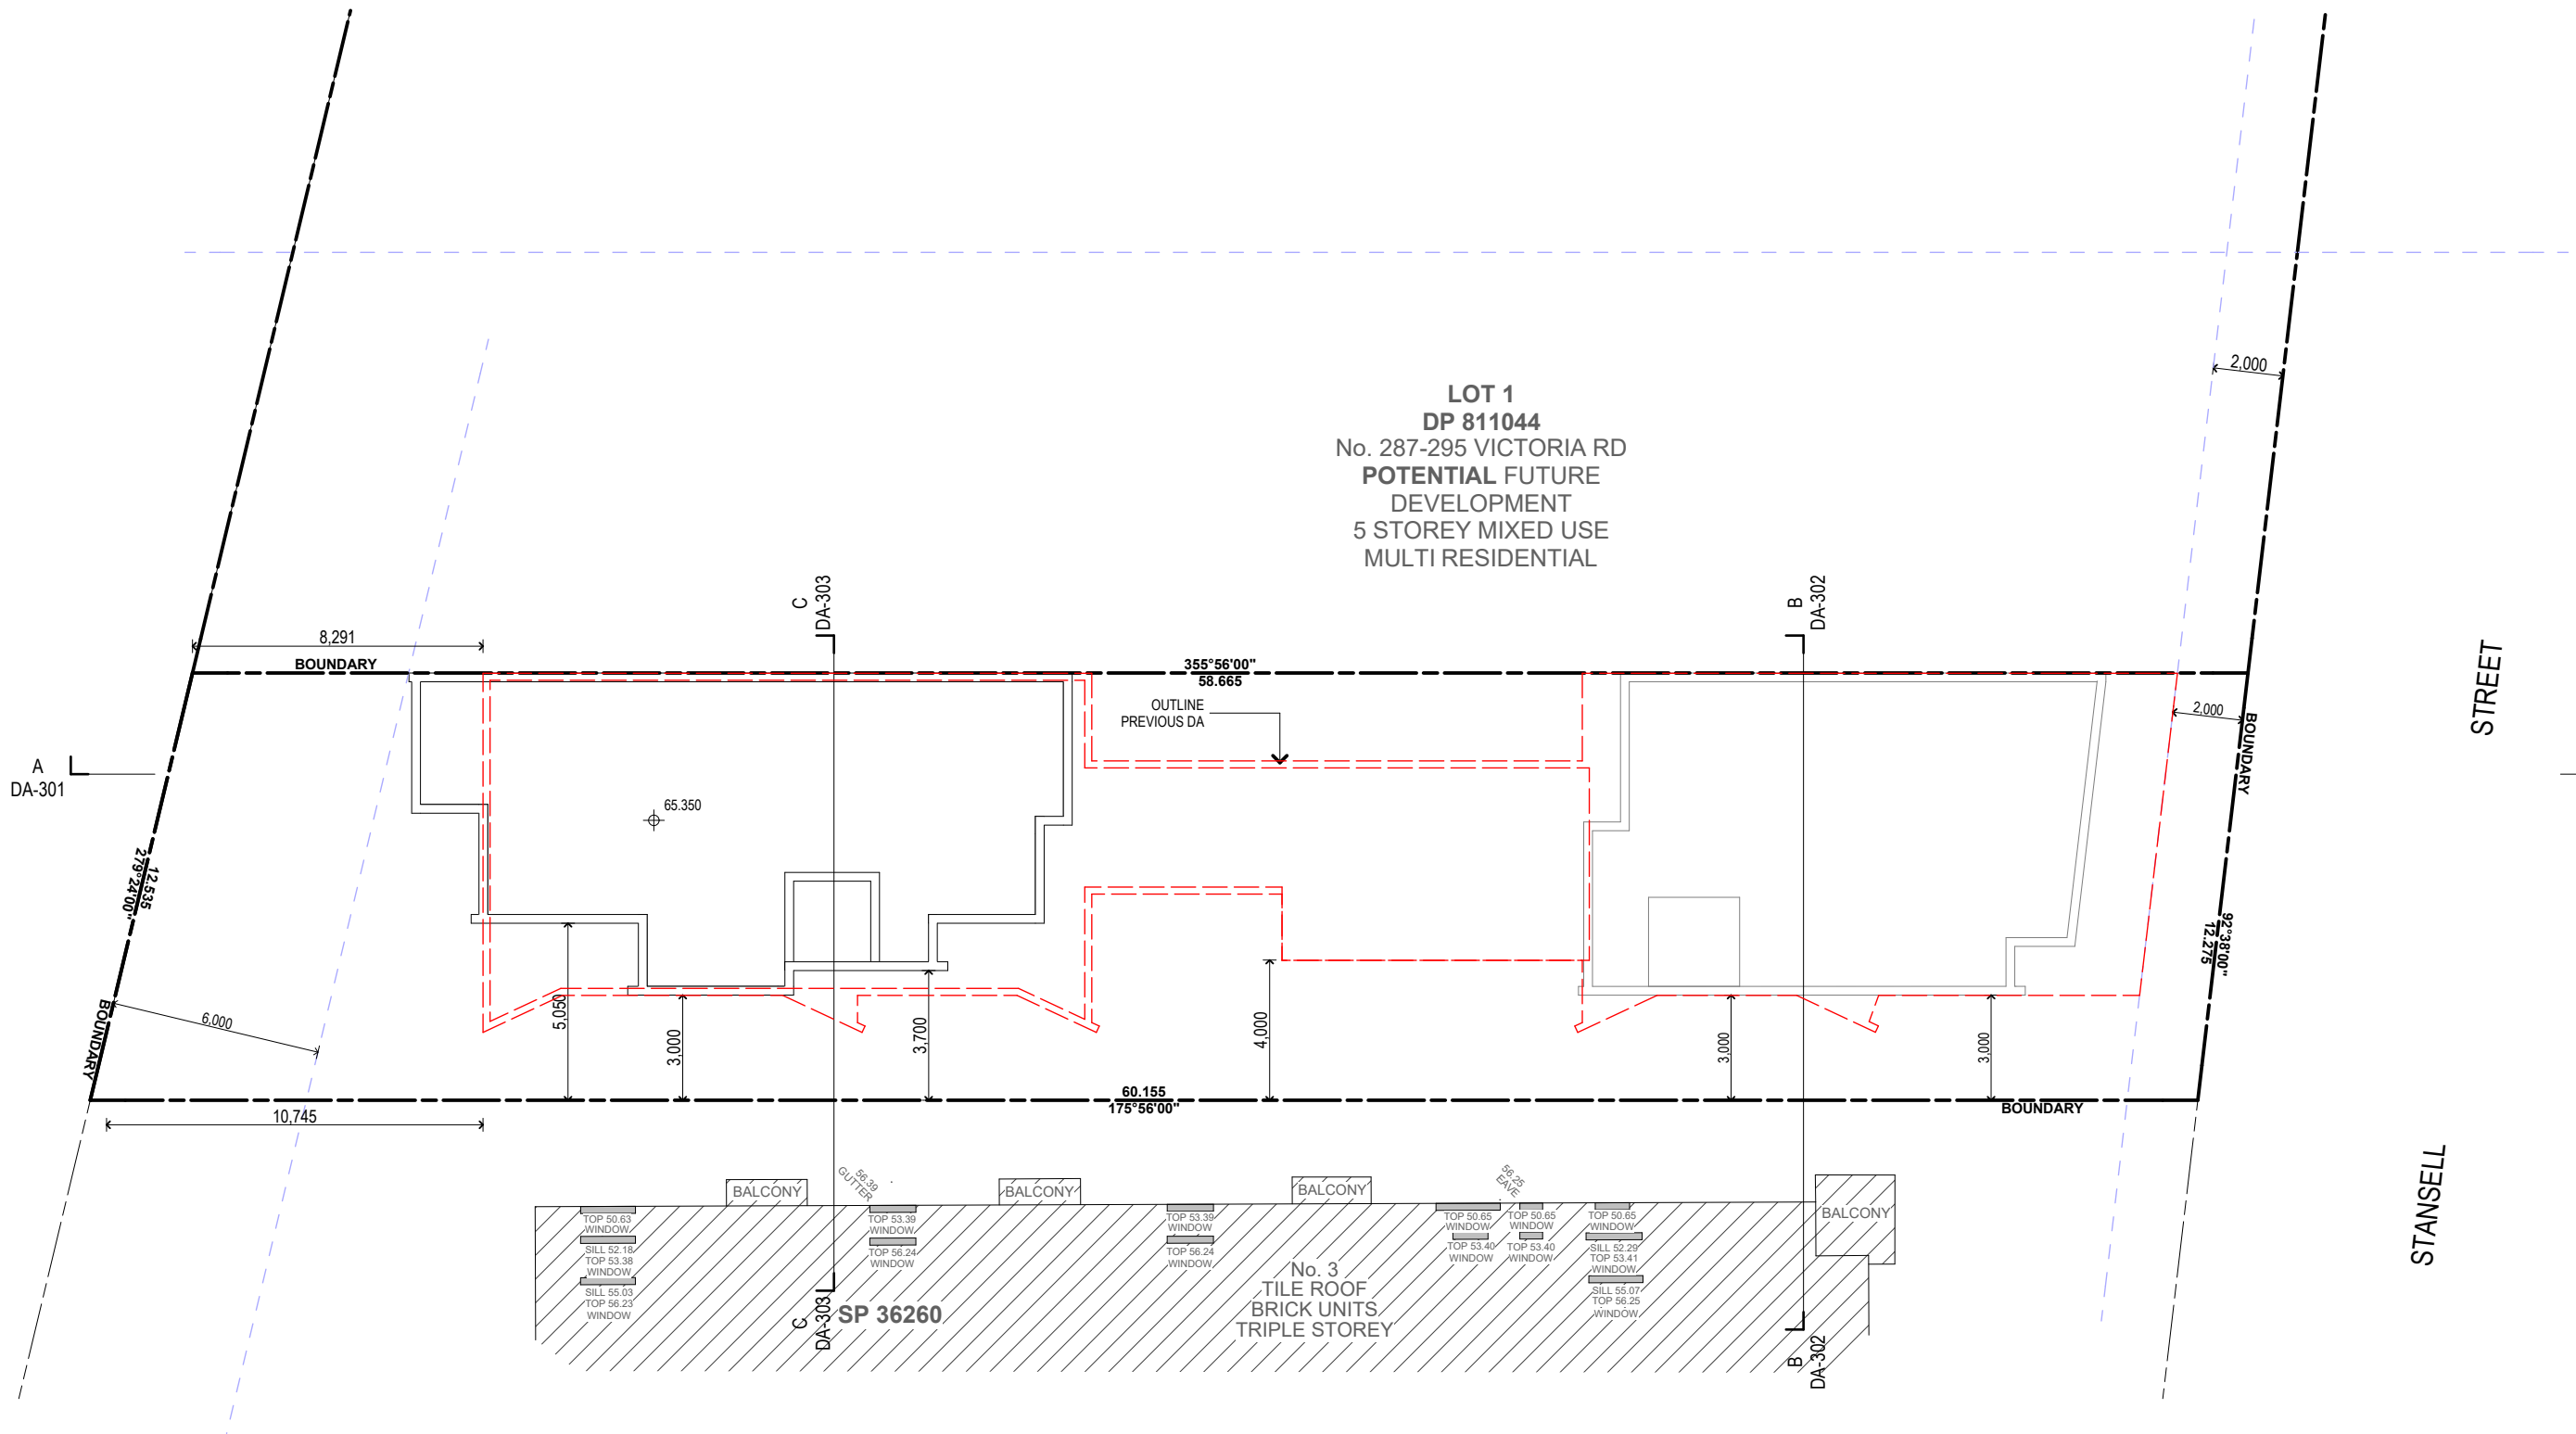 2,000
LOT 1
DP 811044
No. 287-295 VICTORIA RD
POTENTIAL FUTURE
DEVELOPMENT
5 STOREY MIXED USE
MULTI RESIDENTIAL
C
DA-303
B
DA-302
STREET
8,291
BOUNDARY
355°56'00"
58.665
OUTLINE
PREVIOUS DA
2,000
BOUNDARY
A
DA-301
65.350
12.535
279°24'00"
92°38'00"
12.275
BOUNDARY
6,000
5,050
3,000
3,700
4,000
3,000
3,000
60.155
175°56'00"
BOUNDARY
10,745
STANSELL
BALCONY
56.39
GUTTER
BALCONY
BALCONY
56.25
EAVE
BALCONY
TOP 50.63
WINDOW
SILL 52.18
TOP 53.38
WINDOW
SILL 55.03
TOP 56.23
WINDOW
TOP 53.39
WINDOW
TOP 56.24
WINDOW
TOP 53.39
WINDOW
TOP 56.24
WINDOW
TOP 50.65
WINDOW
TOP 53.40
WINDOW
TOP 50.65
WINDOW
TOP 53.40
WINDOW
TOP 50.65
WINDOW
SILL 52.29
TOP 53.41
WINDOW
SILL 55.07
TOP 56.25
WINDOW
No. 3
TILE ROOF
BRICK UNITS
TRIPLE STOREY
SP 36260
C
DA-303
B
DA-302